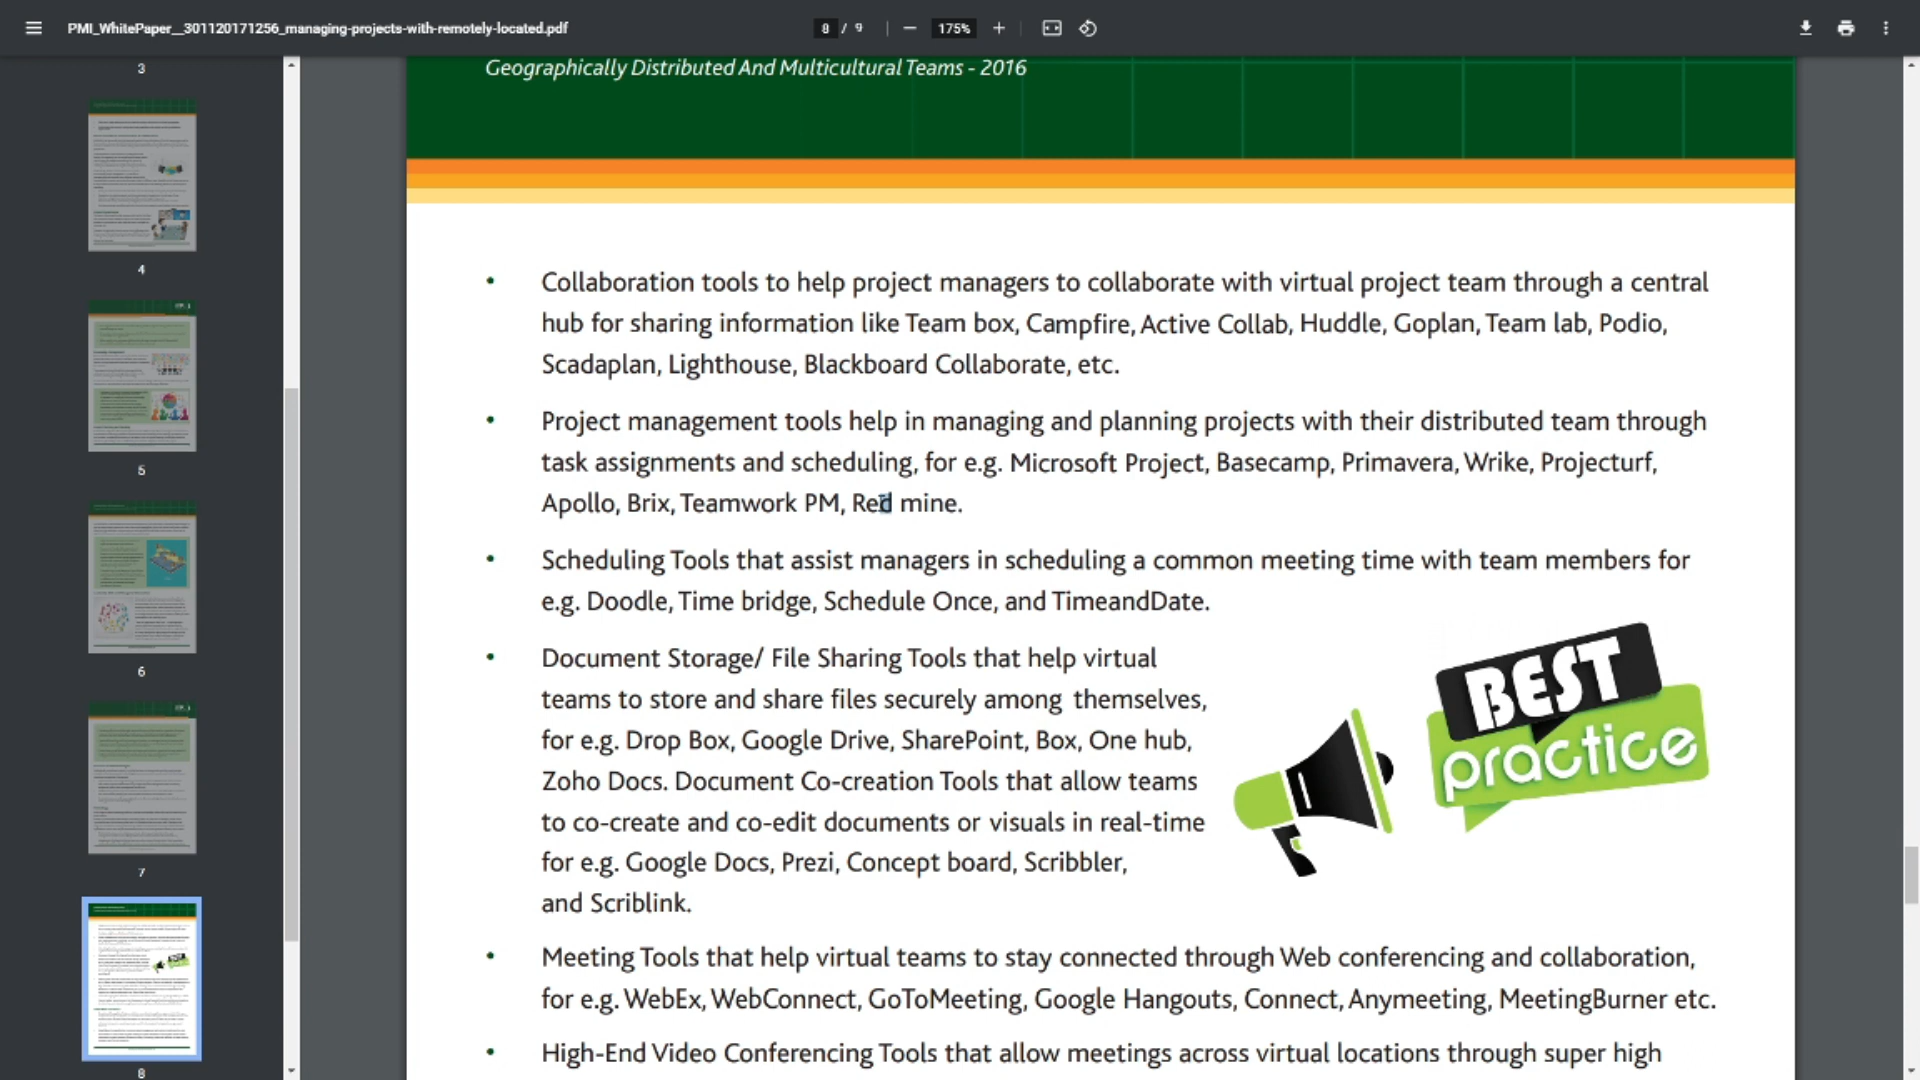 PMI_WhitePaper__301120171256_managing-projects-with-remotely-located.pdf
8 / 9
175%
3
4
5
6
7
8
Geographically Distributed And Multicultural Teams - 2016
• Collaboration tools to help project managers to collaborate with virtual project team through a central
hub for sharing information like Team box, Campfire, Active Collab, Huddle, Goplan, Team lab, Podio,
Scadaplan, Lighthouse, Blackboard Collaborate, etc.
• Project management tools help in managing and planning projects with their distributed team through
task assignments and scheduling, for e.g. Microsoft Project, Basecamp, Primavera, Wrike, Projecturf,
Apollo, Brix, Teamwork PM, Red mine.
• Scheduling Tools that assist managers in scheduling a common meeting time with team members for
e.g. Doodle, Time bridge, Schedule Once, and TimeandDate.
• Document Storage/ File Sharing Tools that help virtual
teams to store and share files securely among themselves,
for e.g. Drop Box, Google Drive, SharePoint, Box, One hub,
Zoho Docs. Document Co-creation Tools that allow teams
to co-create and co-edit documents or visuals in real-time
for e.g. Google Docs, Prezi, Concept board, Scribbler,
and Scriblink.
BEST
practice
• Meeting Tools that help virtual teams to stay connected through Web conferencing and collaboration,
for e.g. WebEx, WebConnect, GoToMeeting, Google Hangouts, Connect, Anymeeting, MeetingBurner etc.
• High-End Video Conferencing Tools that allow meetings across virtual locations through super high